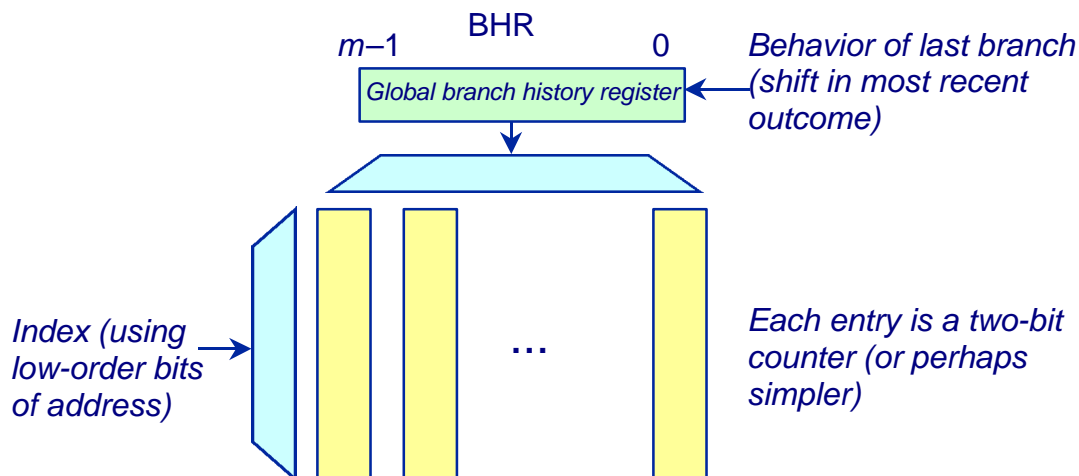 BHR
m–1
0
Global branch history register
Behavior of last branch
(shift in most recent
outcome)
Index (using
low-order bits
of address)
...
Each entry is a two-bit
counter (or perhaps
simpler)